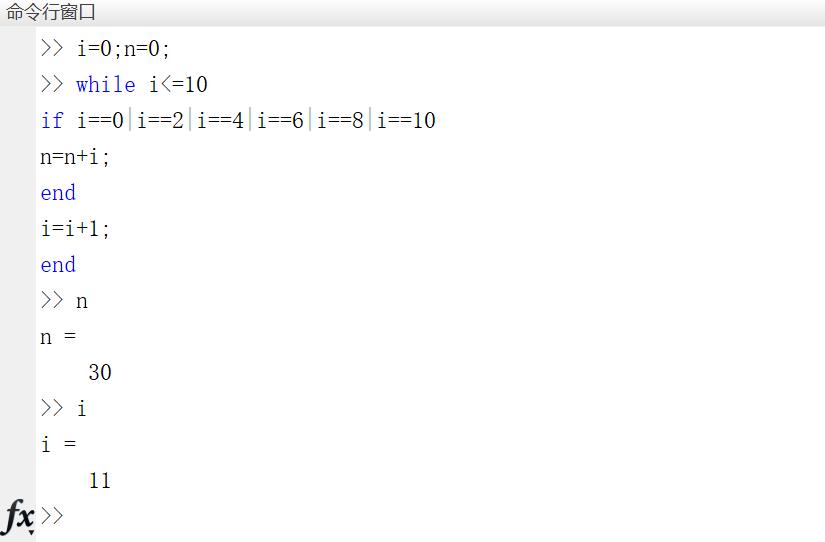 命令行窗口
>> i=0;n=0;
>> while i<=10
if i==0|i==2|i==4|i==6|i==8|i==10
n=n+i;
end
i=i+1;
end
>> n
n =
30
>> i
i =
11
fx >>